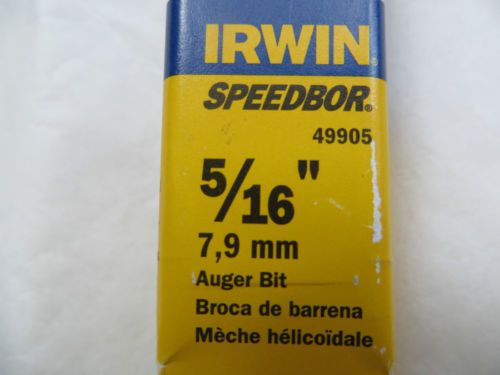 IRWIN
SPEEDBOR®
49905
5/16"
7,9 mm
Auger Bit
Broca de barrena
Mèche hélicoïdale